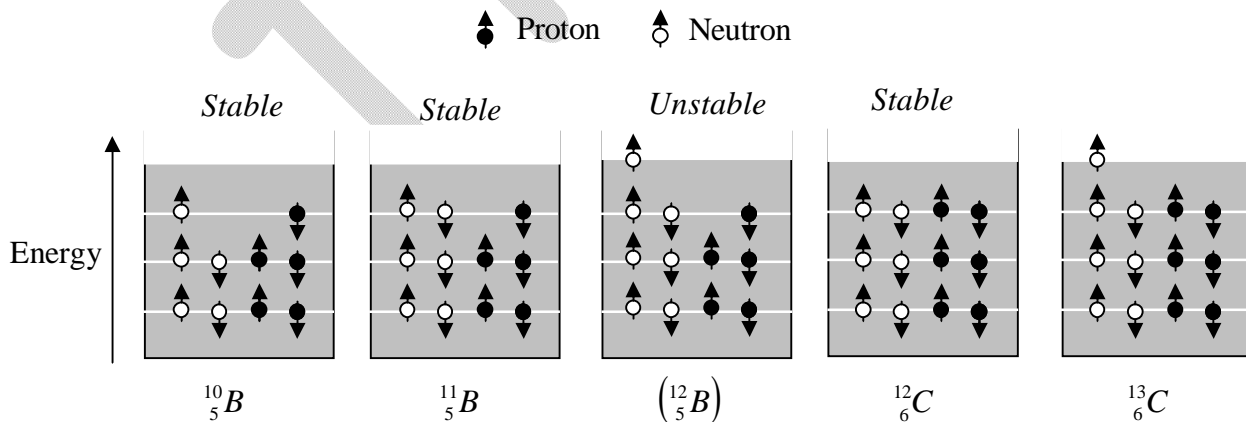 Proton Neutron
Stable Stable Unstable Stable
Energy
¹⁰₅B ¹¹₅B (¹²₅B) ¹²₆C ¹³₆C